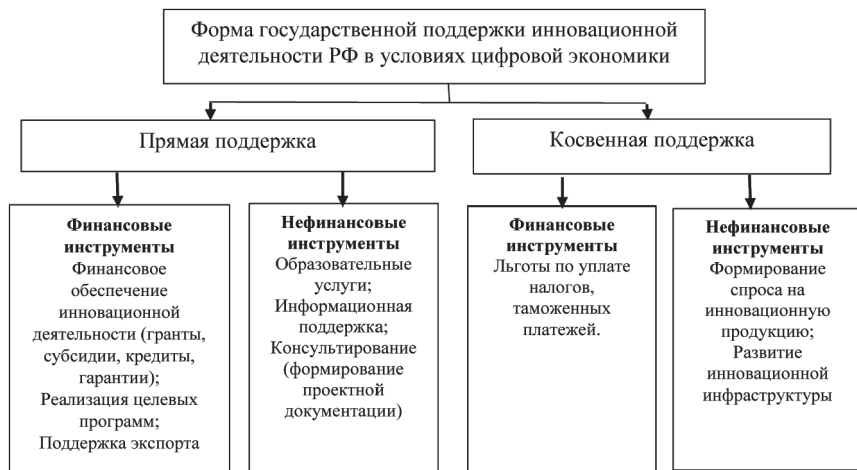 Форма государственной поддержки инновационной
деятельности РФ в условиях цифровой экономики
Прямая поддержка
Косвенная поддержка
Финансовые
инструменты
Финансовое
обеспечение
инновационной
деятельности (гранты,
субсидии, кредиты,
гарантии);
Реализация целевых
программ;
Поддержка экспорта
Нефинансовые
инструменты
Образовательные
услуги;
Информационная
поддержка;
Консультирование
(формирование
проектной
документации)
Финансовые
инструменты
Льготы по уплате
налогов,
таможенных
платежей.
Нефинансовые
инструменты
Формирование
спроса на
инновационную
продукцию;
Развитие
инновационной
инфраструктуры